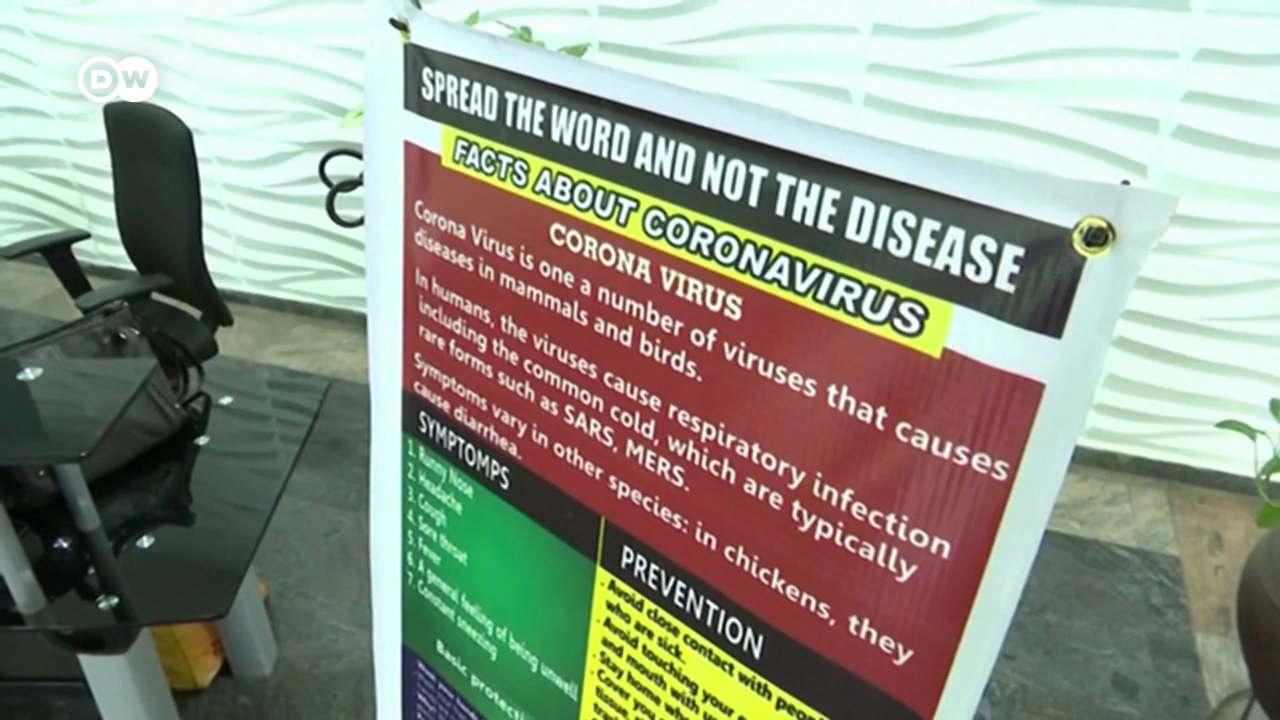 DW
SPREAD THE WORD AND NOT THE DISEASE
FACTS ABOUT CORONAVIRUS
CORONA VIRUS
Corona Virus is one a number of viruses that causes
diseases in mammals and birds.
In humans, the viruses cause respiratory infection
including the common cold, which are typically
rare forms such as SARS, MERS.
Symptoms vary in other species: in chickens, they
cause diarrhea.
SYMPTOMPS
1. Runny Nose
2. Headache
3. Cough
4. Sore throat
5. Fever
6. A general feeling of being unwell
7. Constant sneezing
Basic
PREVENTION
- Avoid close contact with
who are sick.
- Avoid touching your
and mouth with
- Stay home
- Cover
tissue,